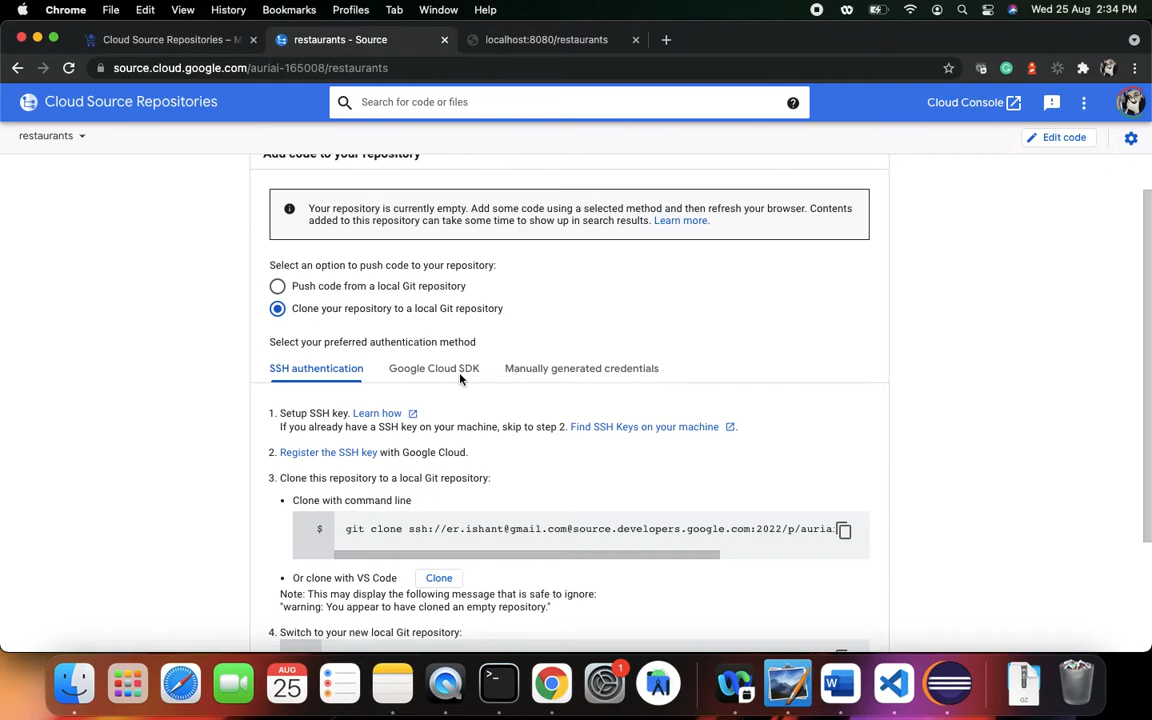 Chrome File Edit View History Bookmarks Profiles Tab Window Help Wed 25 Aug 2:34 PM
Cloud Source Repositories – M restaurants - Source localhost:8080/restaurants
source.cloud.google.com/auriai-165008/restaurants
Cloud Source Repositories Search for code or files Cloud Console
restaurants Edit code
Add code to your repository
Your repository is currently empty. Add some code using a selected method and then refresh your browser. Contents
added to this repository can take some time to show up in search results. Learn more.
Select an option to push code to your repository:
Push code from a local Git repository
Clone your repository to a local Git repository
Select your preferred authentication method
SSH authentication Google Cloud SDK Manually generated credentials
1. Setup SSH key. Learn how
If you already have a SSH key on your machine, skip to step 2. Find SSH Keys on your machine .
2. Register the SSH key with Google Cloud.
3. Clone this repository to a local Git repository:
• Clone with command line
$ git clone ssh://er.ishant@gmail.com@source.developers.google.com:2022/p/auria
• Or clone with VS Code Clone
Note: This may display the following message that is safe to ignore:
"warning: You appear to have cloned an empty repository."
4. Switch to your new local Git repository:
AUG
25
1